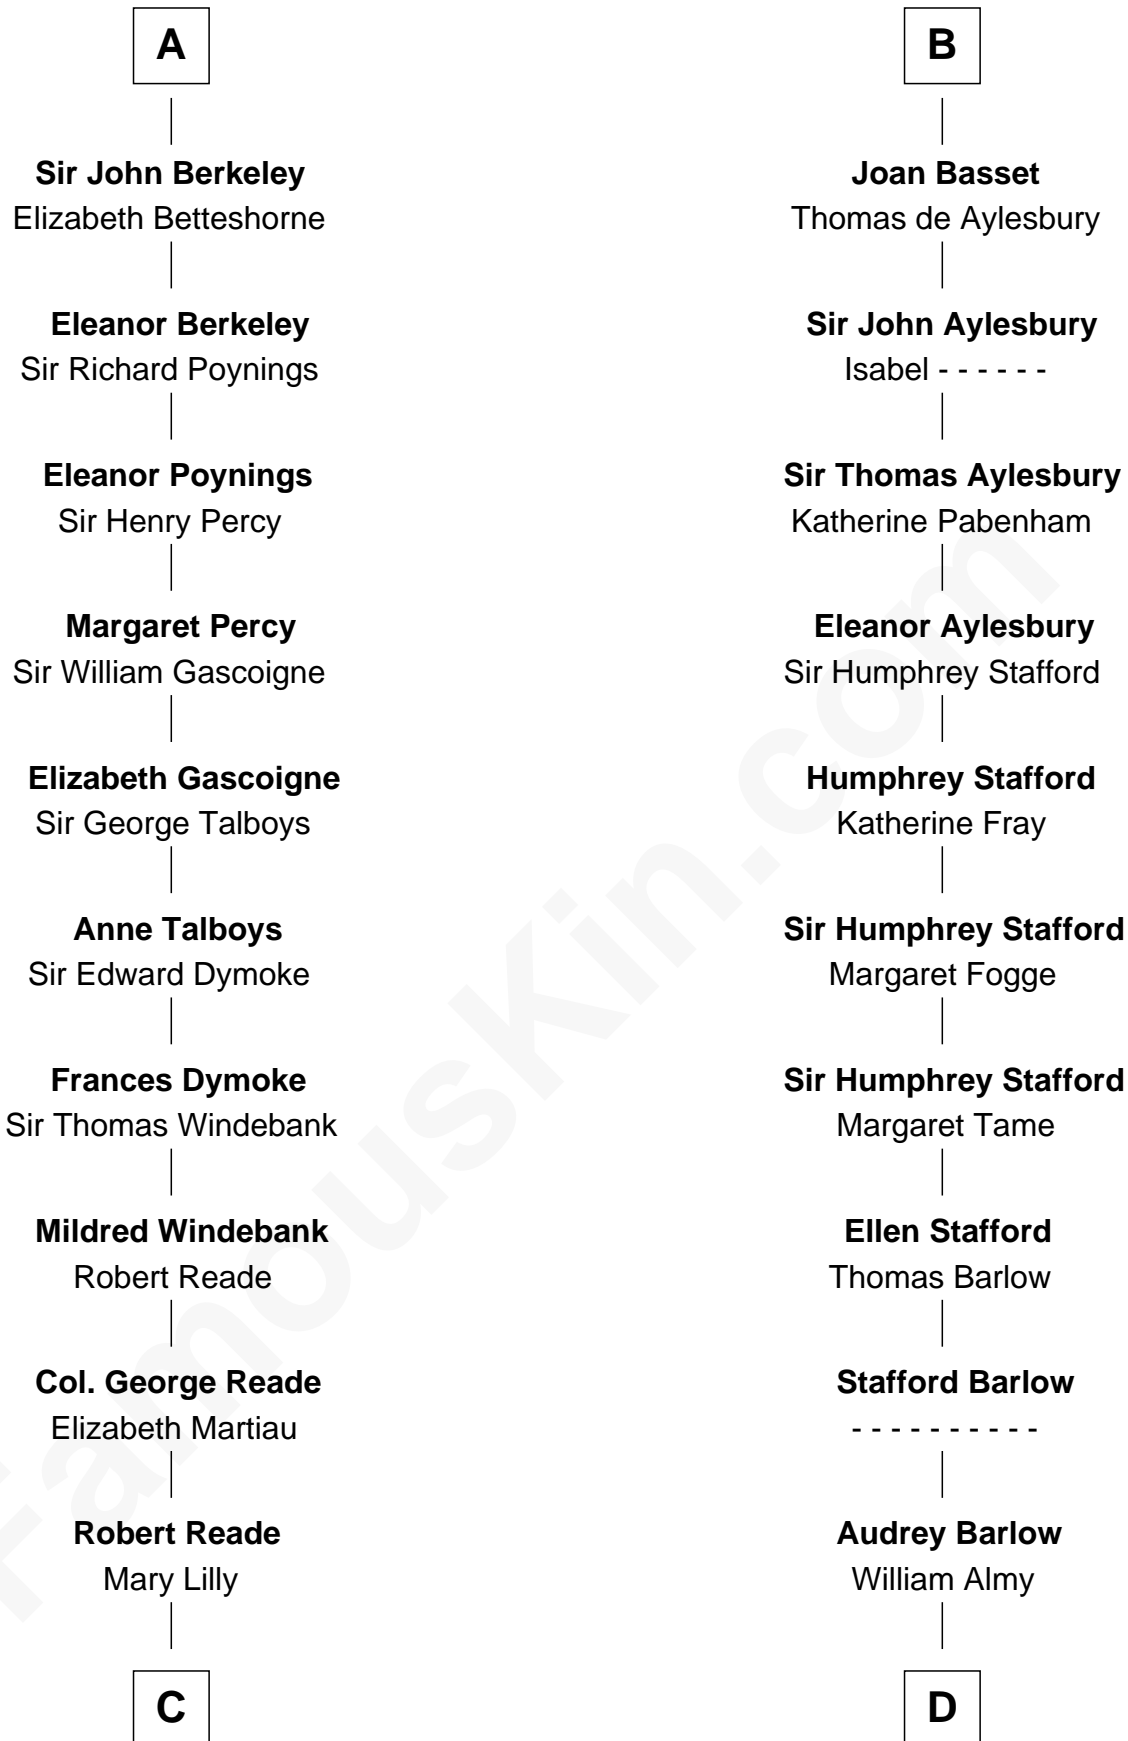 A
Sir John Berkeley
Elizabeth Betteshorne
Eleanor Berkeley
Sir Richard Poynings
Eleanor Poynings
Sir Henry Percy
Margaret Percy
Sir William Gascoigne
Elizabeth Gascoigne
Sir George Talboys
Anne Talboys
Sir Edward Dymoke
Frances Dymoke
Sir Thomas Windebank
Mildred Windebank
Robert Reade
Col. George Reade
Elizabeth Martiau
Robert Reade
Mary Lilly
C
B
Joan Basset
Thomas de Aylesbury
Sir John Aylesbury
Isabel - - - - - -
Sir Thomas Aylesbury
Katherine Pabenham
Eleanor Aylesbury
Sir Humphrey Stafford
Humphrey Stafford
Katherine Fray
Sir Humphrey Stafford
Margaret Fogge
Sir Humphrey Stafford
Margaret Tame
Ellen Stafford
Thomas Barlow
Stafford Barlow
- - - - - - - - - -
Audrey Barlow
William Almy
D
FamousKin.com